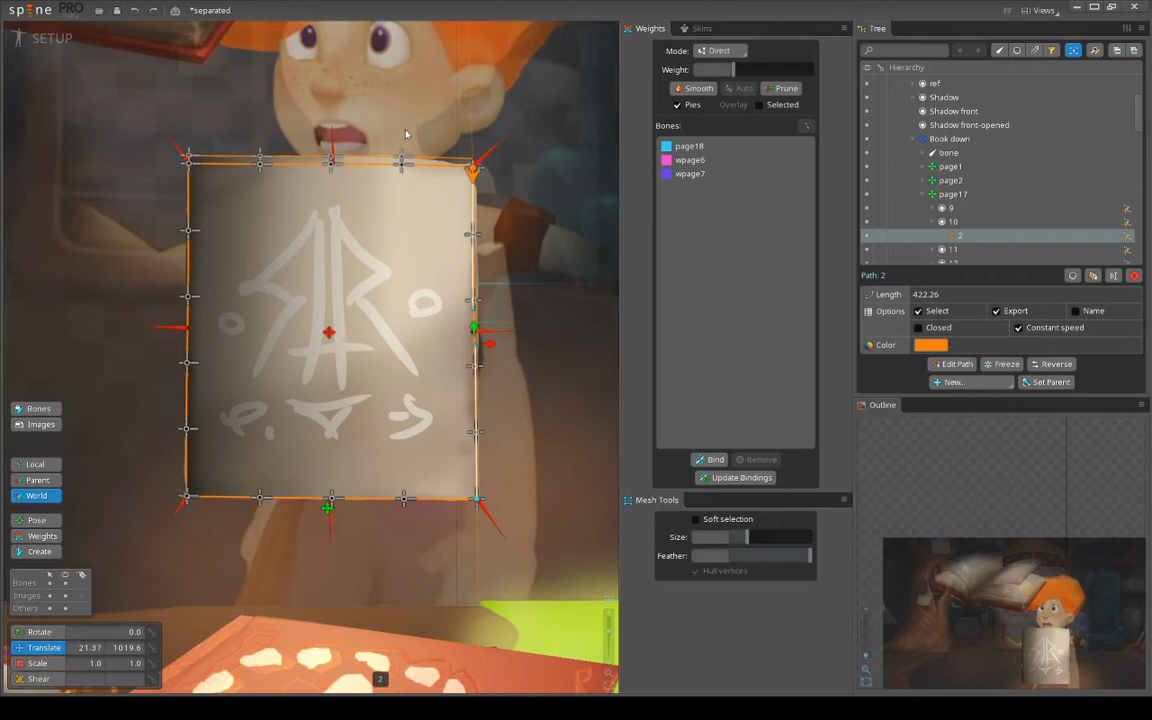 spine PRO
Beta
*separated
Views
SETUP
Weights
Skins
Tree
Mode:
Direct
Weight:
Smooth
Auto
Prune
Pies
Overlay
Selected
Bones:
page18
wpage6
wpage7
Bind
Remove
Update Bindings
Mesh Tools
Soft selection
Size:
Feather:
Hull vertices
Hierarchy
ref
Shadow
Shadow front
Shadow front-opened
Book down
bone
page1
page2
page17
9
10
2
11
Path: 2
Length
422.26
Options
Select
Export
Name
Closed
Constant speed
Color
Edit Path
Freeze
Reverse
New...
Set Parent
Outline
Bones
Images
Local
Parent
World
Pose
Weights
Create
Bones
Images
Others
Rotate
0.0
Translate
21.37
1019.6
Scale
1.0
1.0
Shear
2